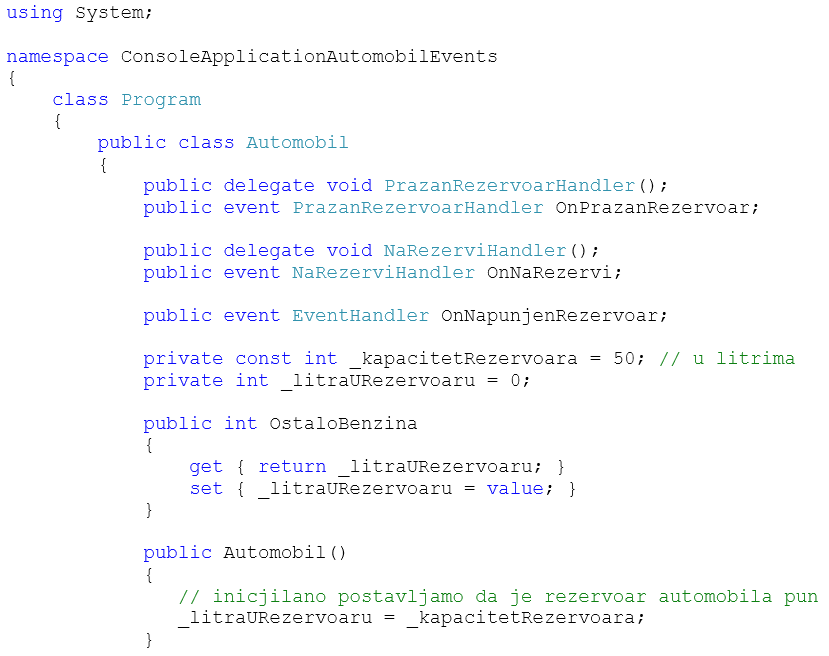 using System;

namespace ConsoleApplicationAutomobilEvents
{
    class Program
    {
        public class Automobil
        {
            public delegate void PrazanRezervoarHandler();
            public event PrazanRezervoarHandler OnPrazanRezervoar;

            public delegate void NaRezerviHandler();
            public event NaRezerviHandler OnNaRezervi;

            public event EventHandler OnNapunjenRezervoar;

            private const int _kapacitetRezervoara = 50; // u litrima
            private int _litraURezervoaru = 0;

            public int OstaloBenzina
            {
                get { return _litraURezervoaru; }
                set { _litraURezervoaru = value; }
            }

            public Automobil()
            {
               // inicjilano postavljamo da je rezervoar automobila pun
               _litraURezervoaru = _kapacitetRezervoara;
            }